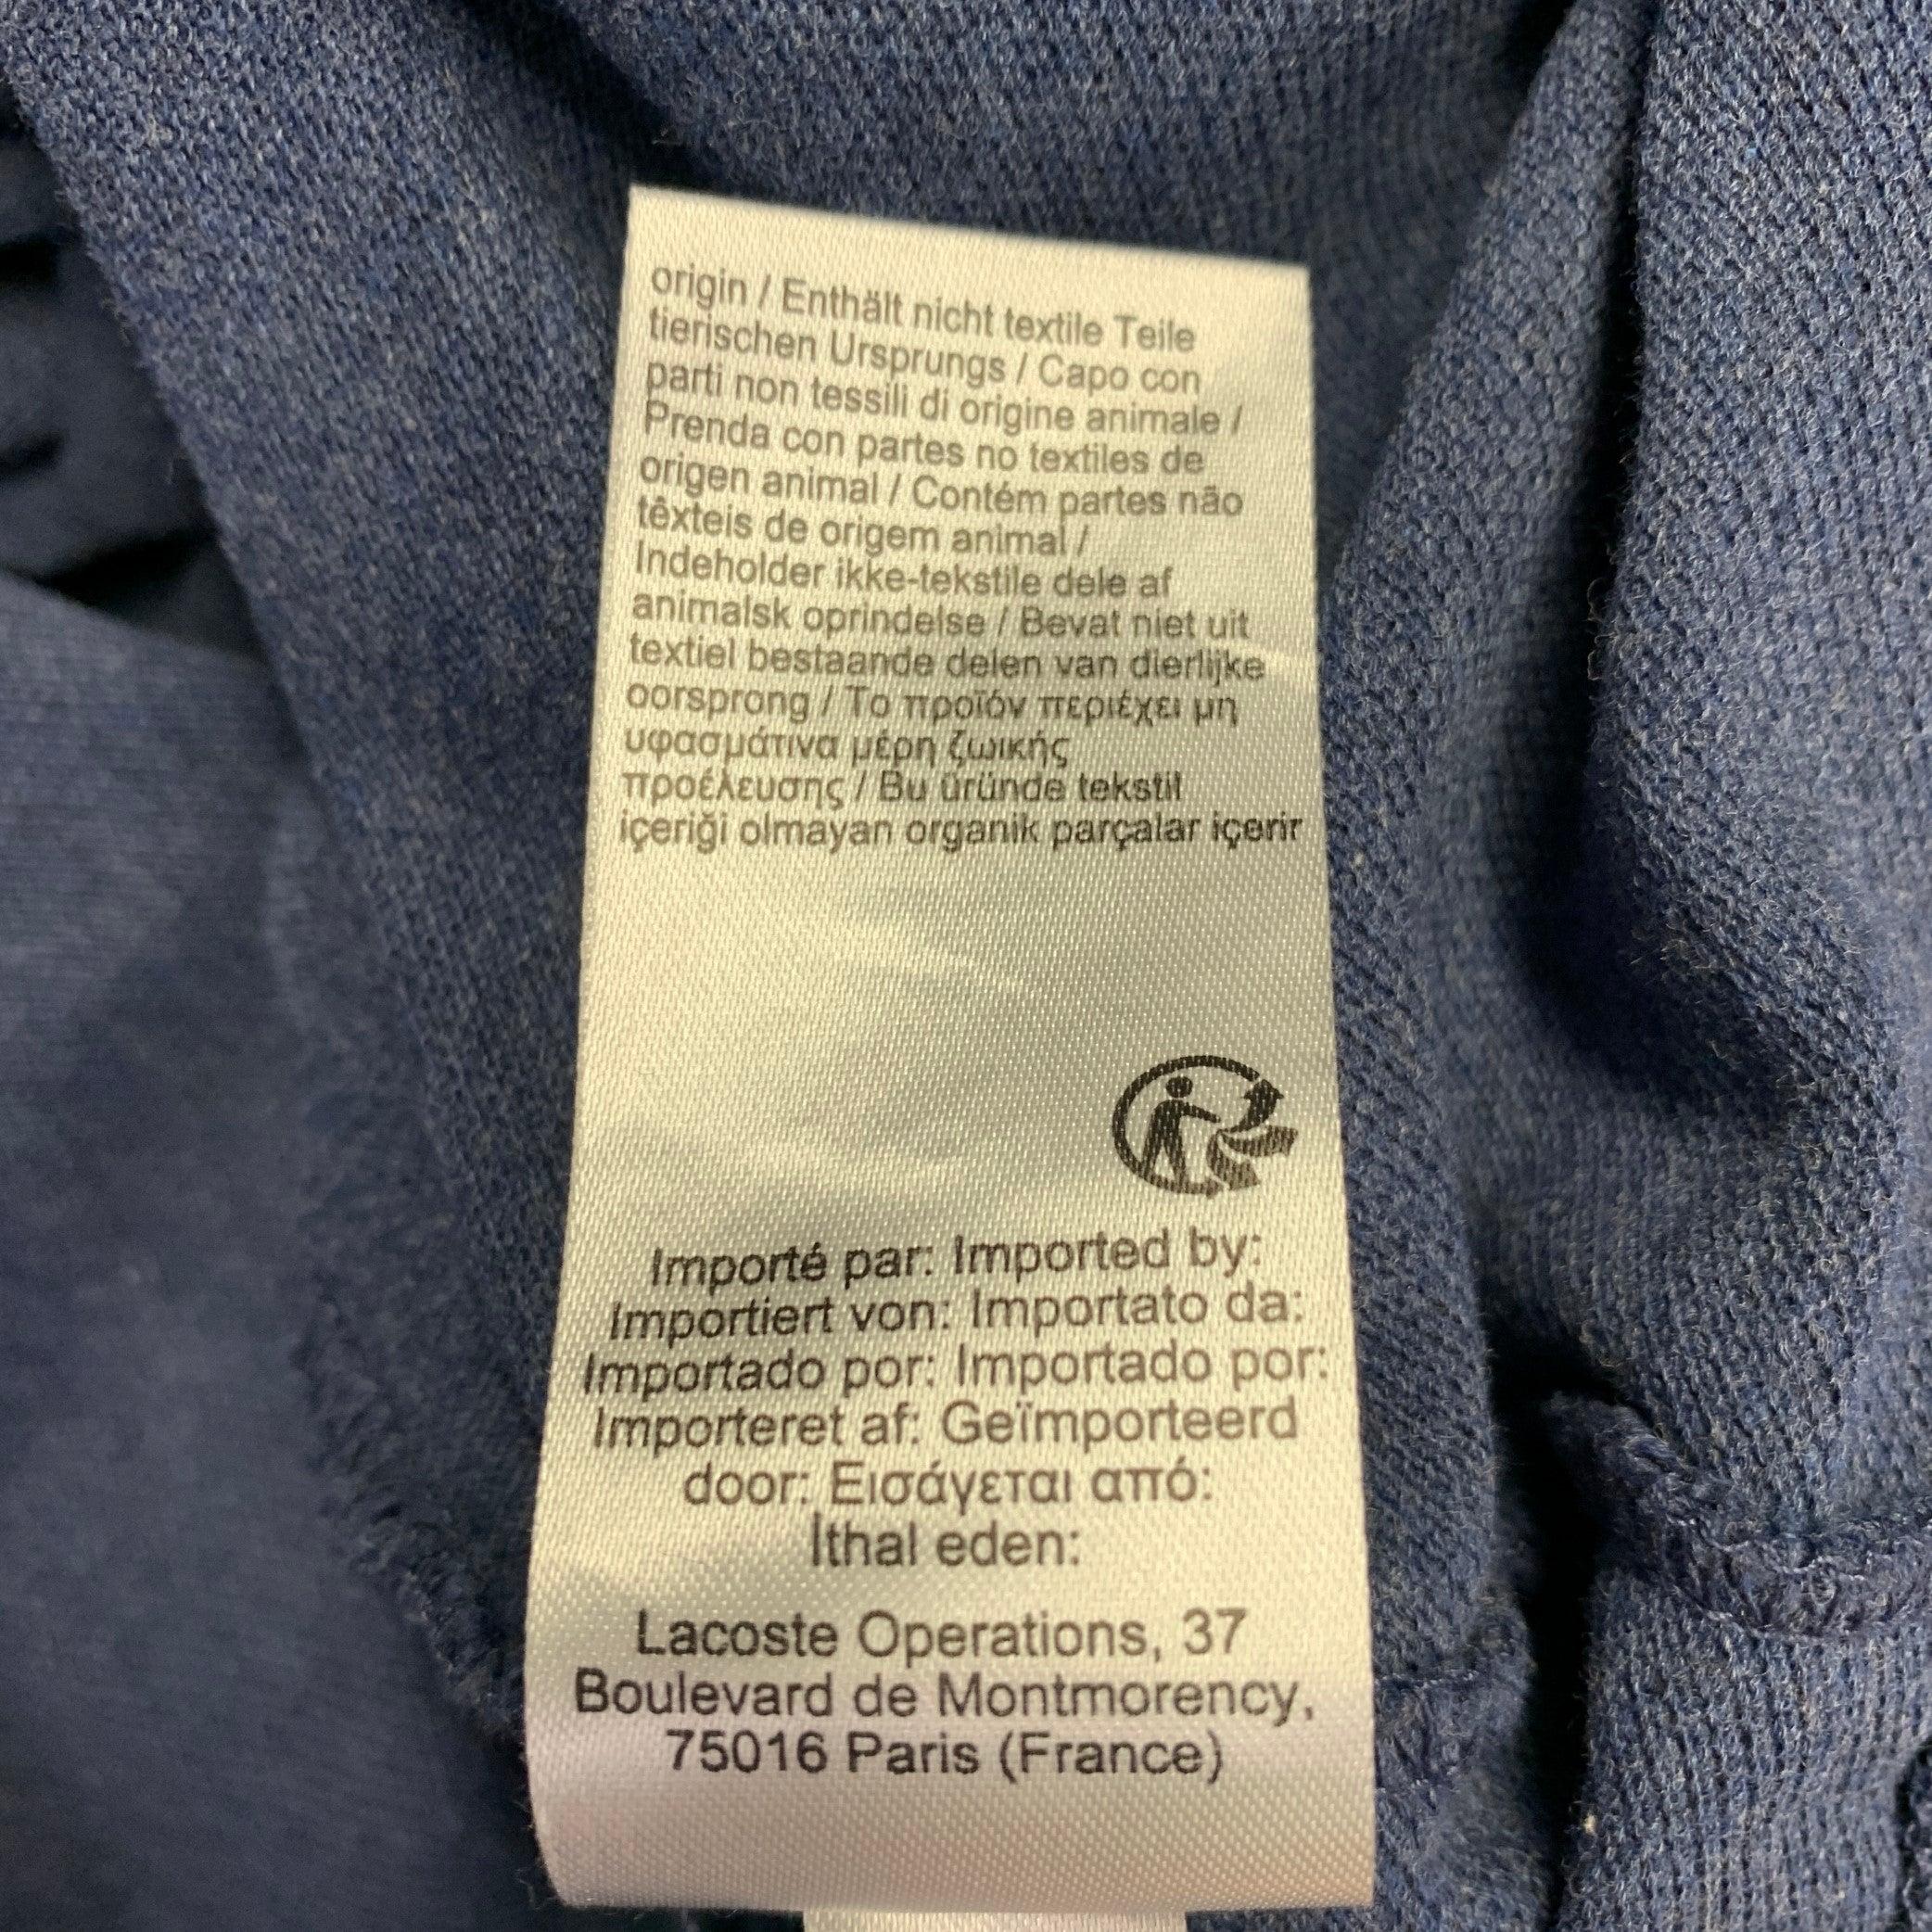 origin / Enthält nicht textile Teile
tierischen Ursprungs / Capo con
parti non tessili di origine animale /
Prenda con partes no textiles de
origen animal / Contém partes não
têxteis de origem animal /
Indeholder ikke-tekstile dele af
animalsk oprindelse / Bevat niet uit
textiel bestaande delen van dierlijke
oorsprong / Το προϊόν περιέχει μη
υφασμάτινα μέρη ζωικής
προέλευσης / Bu üründe tekstil
içeriği olmayan organik parçalar içerir
Importé par: Imported by:
Importiert von: Importato da:
Importado por: Importado por:
Importeret af: Geïmporteerd
door: Εισάγεται από:
İthal eden:
Lacoste Operations, 37
Boulevard de Montmorency,
75016 Paris (France)